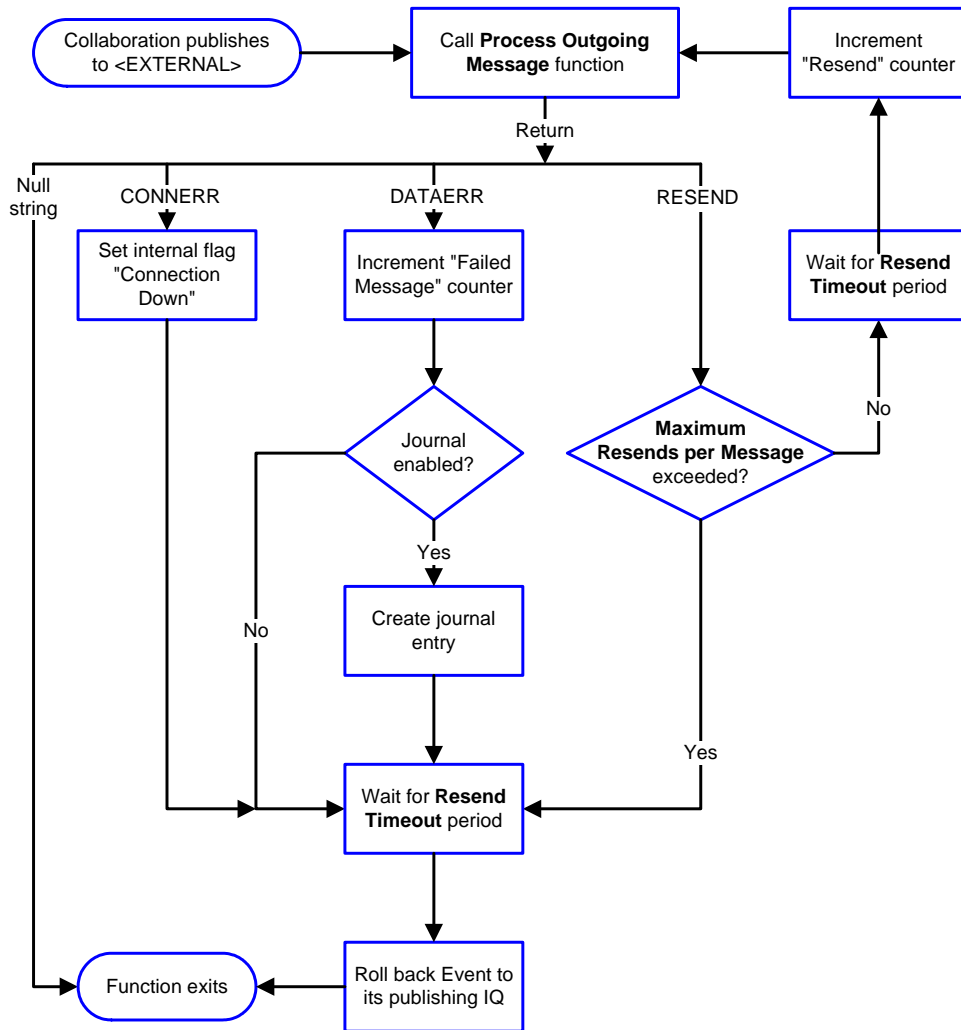 Collaboration publishes
to <EXTERNAL>
Call Process Outgoing
Message function
Increment
"Resend" counter
Return
Null
string
CONNERR
DATAERR
RESEND
Set internal flag
"Connection
Down"
Increment "Failed
Message" counter
Wait for Resend
Timeout period
Journal
enabled?
Maximum
Resends per Message
exceeded?
No
Yes
No
Create journal
entry
Yes
Wait for Resend
Timeout period
Function exits
Roll back Event to
its publishing IQ